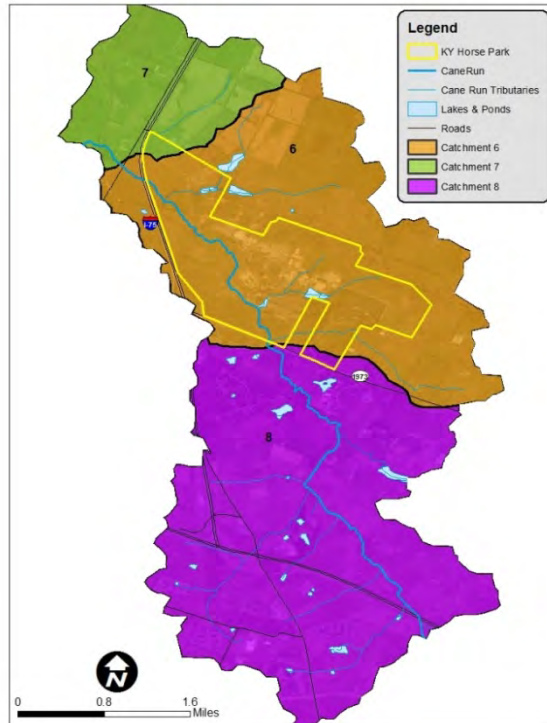 Legend
KY Horse Park
CaneRun
Cane Run Tributaries
Lakes & Ponds
Roads
Catchment 6
Catchment 7
Catchment 8
7
6
I-75
1973
8
N
0 0.8 1.6
Miles